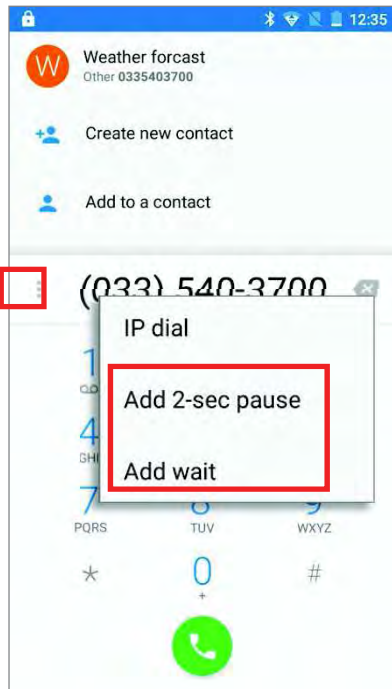 12:35
W
Weather forcast
Other 0335403700
Create new contact
Add to a contact
(033) 540-3700
IP dial
1
Add 2-sec pause
4
GHI
Add wait
7 8 9
PQRS TUV WXYZ
* 0 #
+